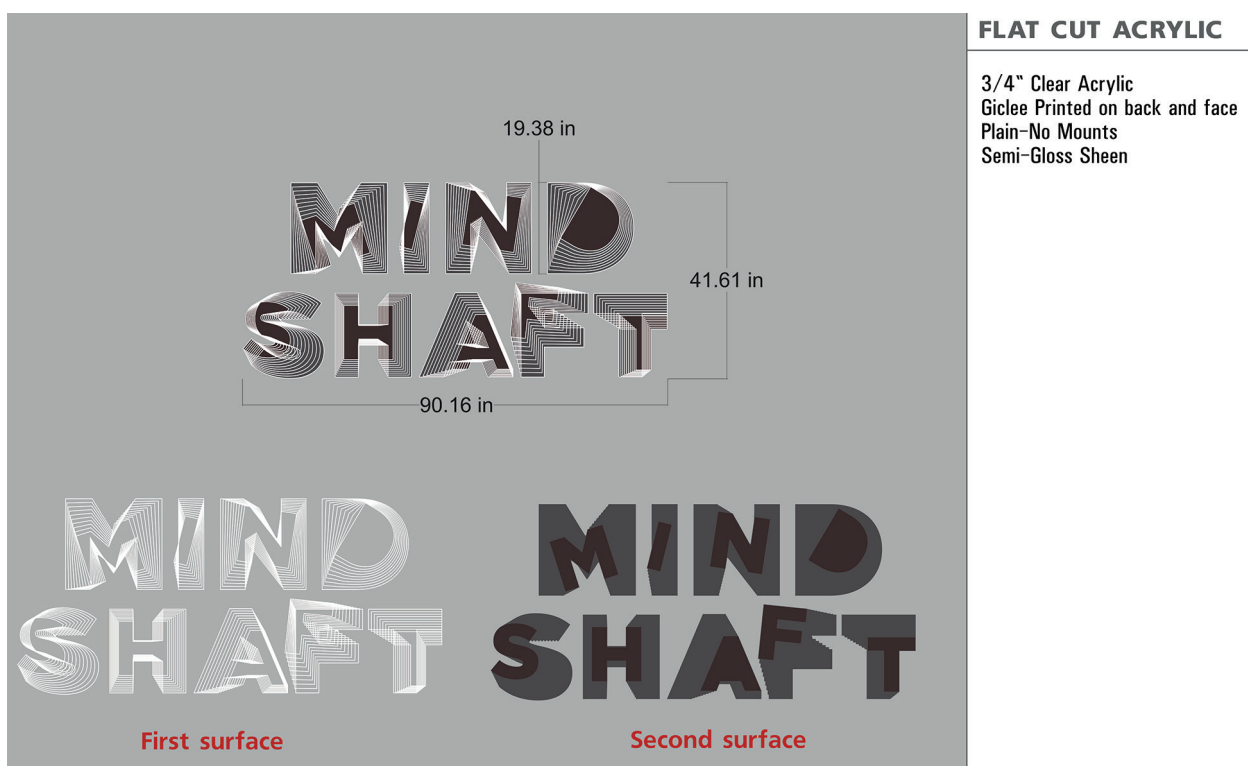 FLAT CUT ACRYLIC
3/4‟ Clear Acrylic
Giclee Printed on back and face
Plain-No Mounts
Semi-Gloss Sheen
19.38 in
MIND
41.61 in
SHAFT
90.16 in
MIND
SHAFT
First surface
MIND
SHAFT
Second surface